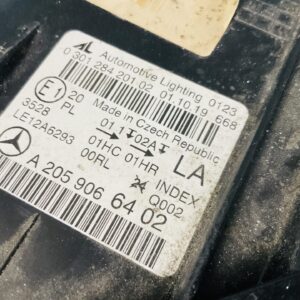 AL Automotive Lighting 0123
0 301 284 201 02 01.10.19 668
E1 20 PL
3528
LE12A6293
Made in Czech Republic
01 02A
01HC 01HR
00RL
LA
24 INDEX
Q002
A 205 906 64 02